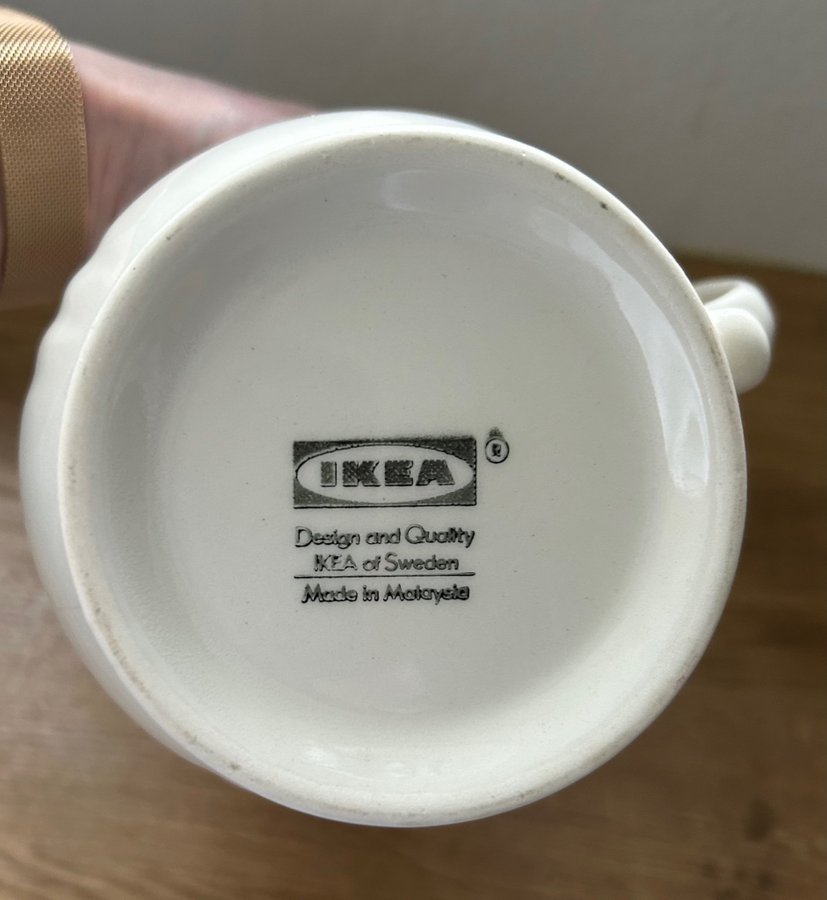 IKEA ®
Design and Quality
IKEA of Sweden
Made in Malaysia